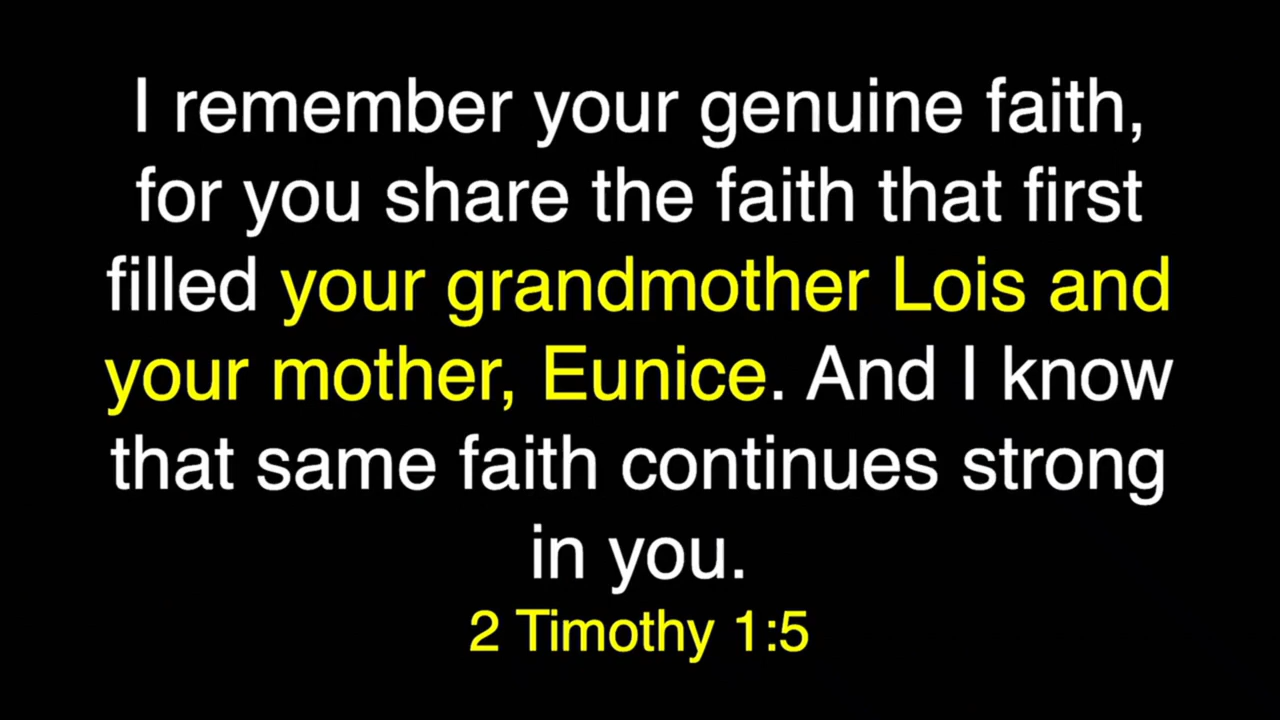 I remember your genuine faith,
for you share the faith that first
filled your grandmother Lois and
your mother, Eunice. And I know
that same faith continues strong
in you.
2 Timothy 1:5